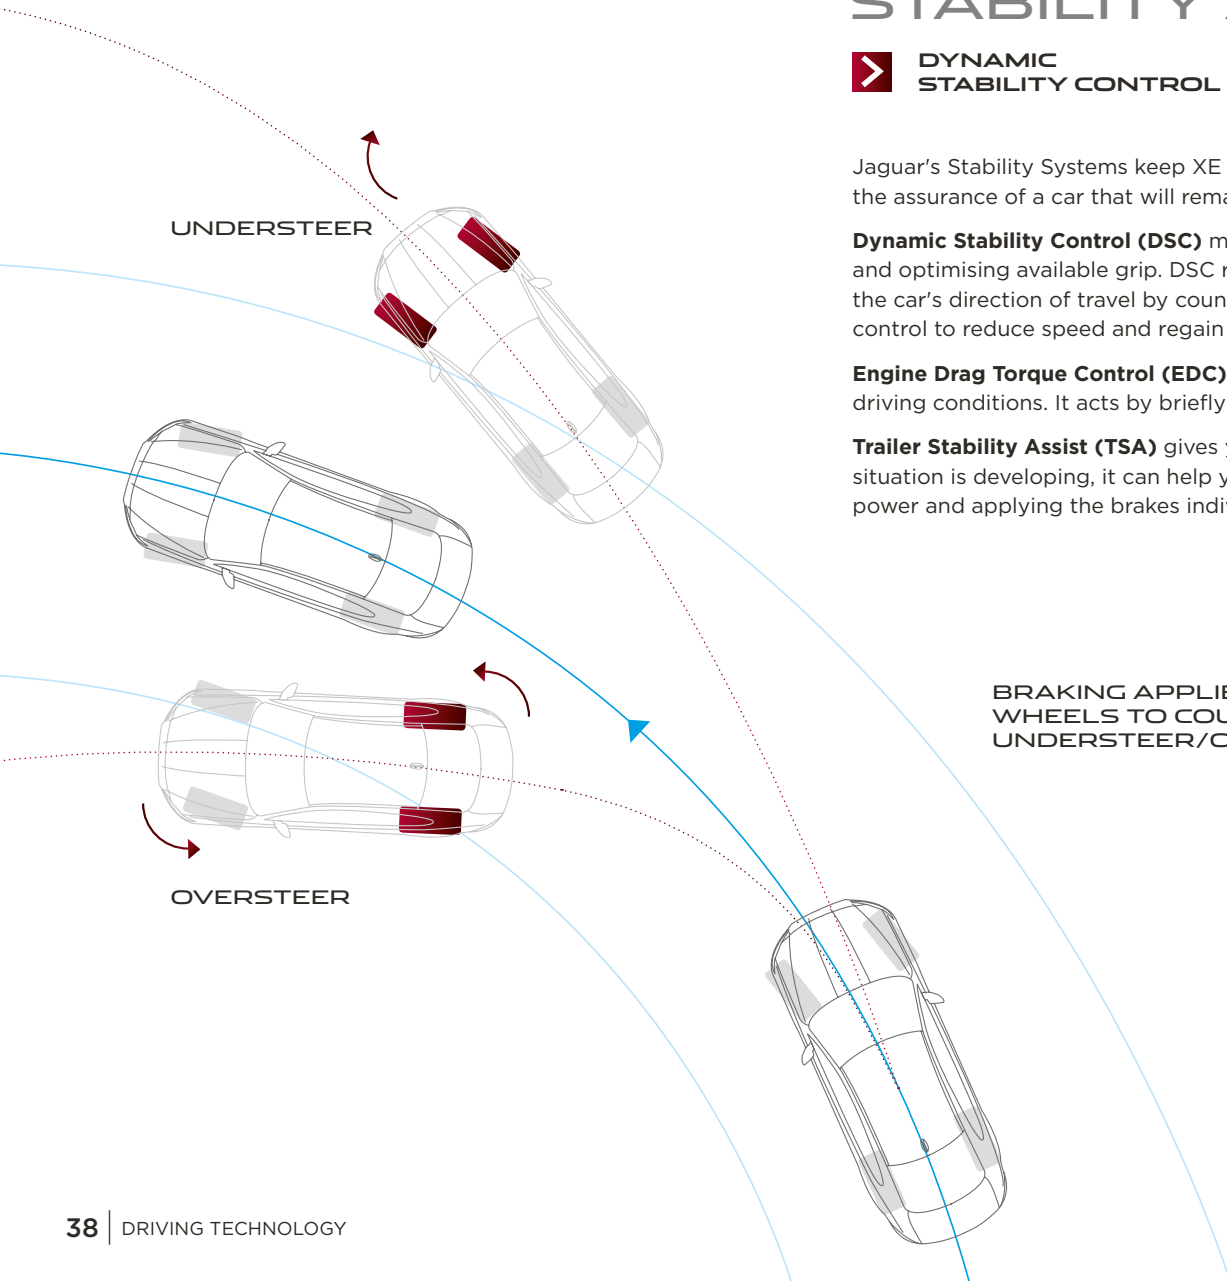 STABILITY
DYNAMIC
STABILITY CONTROL
Jaguar's Stability Systems keep XE
the assurance of a car that will rema
Dynamic Stability Control (DSC) m
and optimising available grip. DSC r
the car's direction of travel by coun
control to reduce speed and regain
Engine Drag Torque Control (EDC)
driving conditions. It acts by briefly
Trailer Stability Assist (TSA) gives y
situation is developing, it can help y
power and applying the brakes indiv
UNDERSTEER
BRAKING APPLIE
WHEELS TO COU
UNDERSTEER/O
OVERSTEER
38 | DRIVING TECHNOLOGY